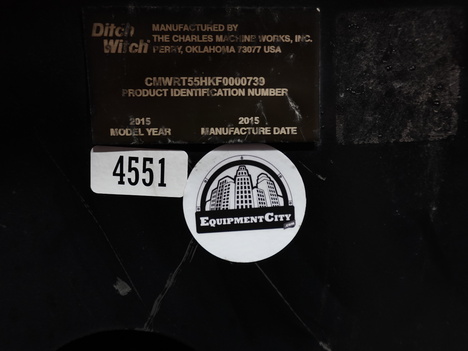 Ditch Witch
MANUFACTURED BY
THE CHARLES MACHINE WORKS, INC.
PERRY, OKLAHOMA 73077 USA
CMWRT55HKF0000739
PRODUCT IDENTIFICATION NUMBER
2015 2015
MODEL YEAR MANUFACTURE DATE
4551
EQUIPMENTCITY